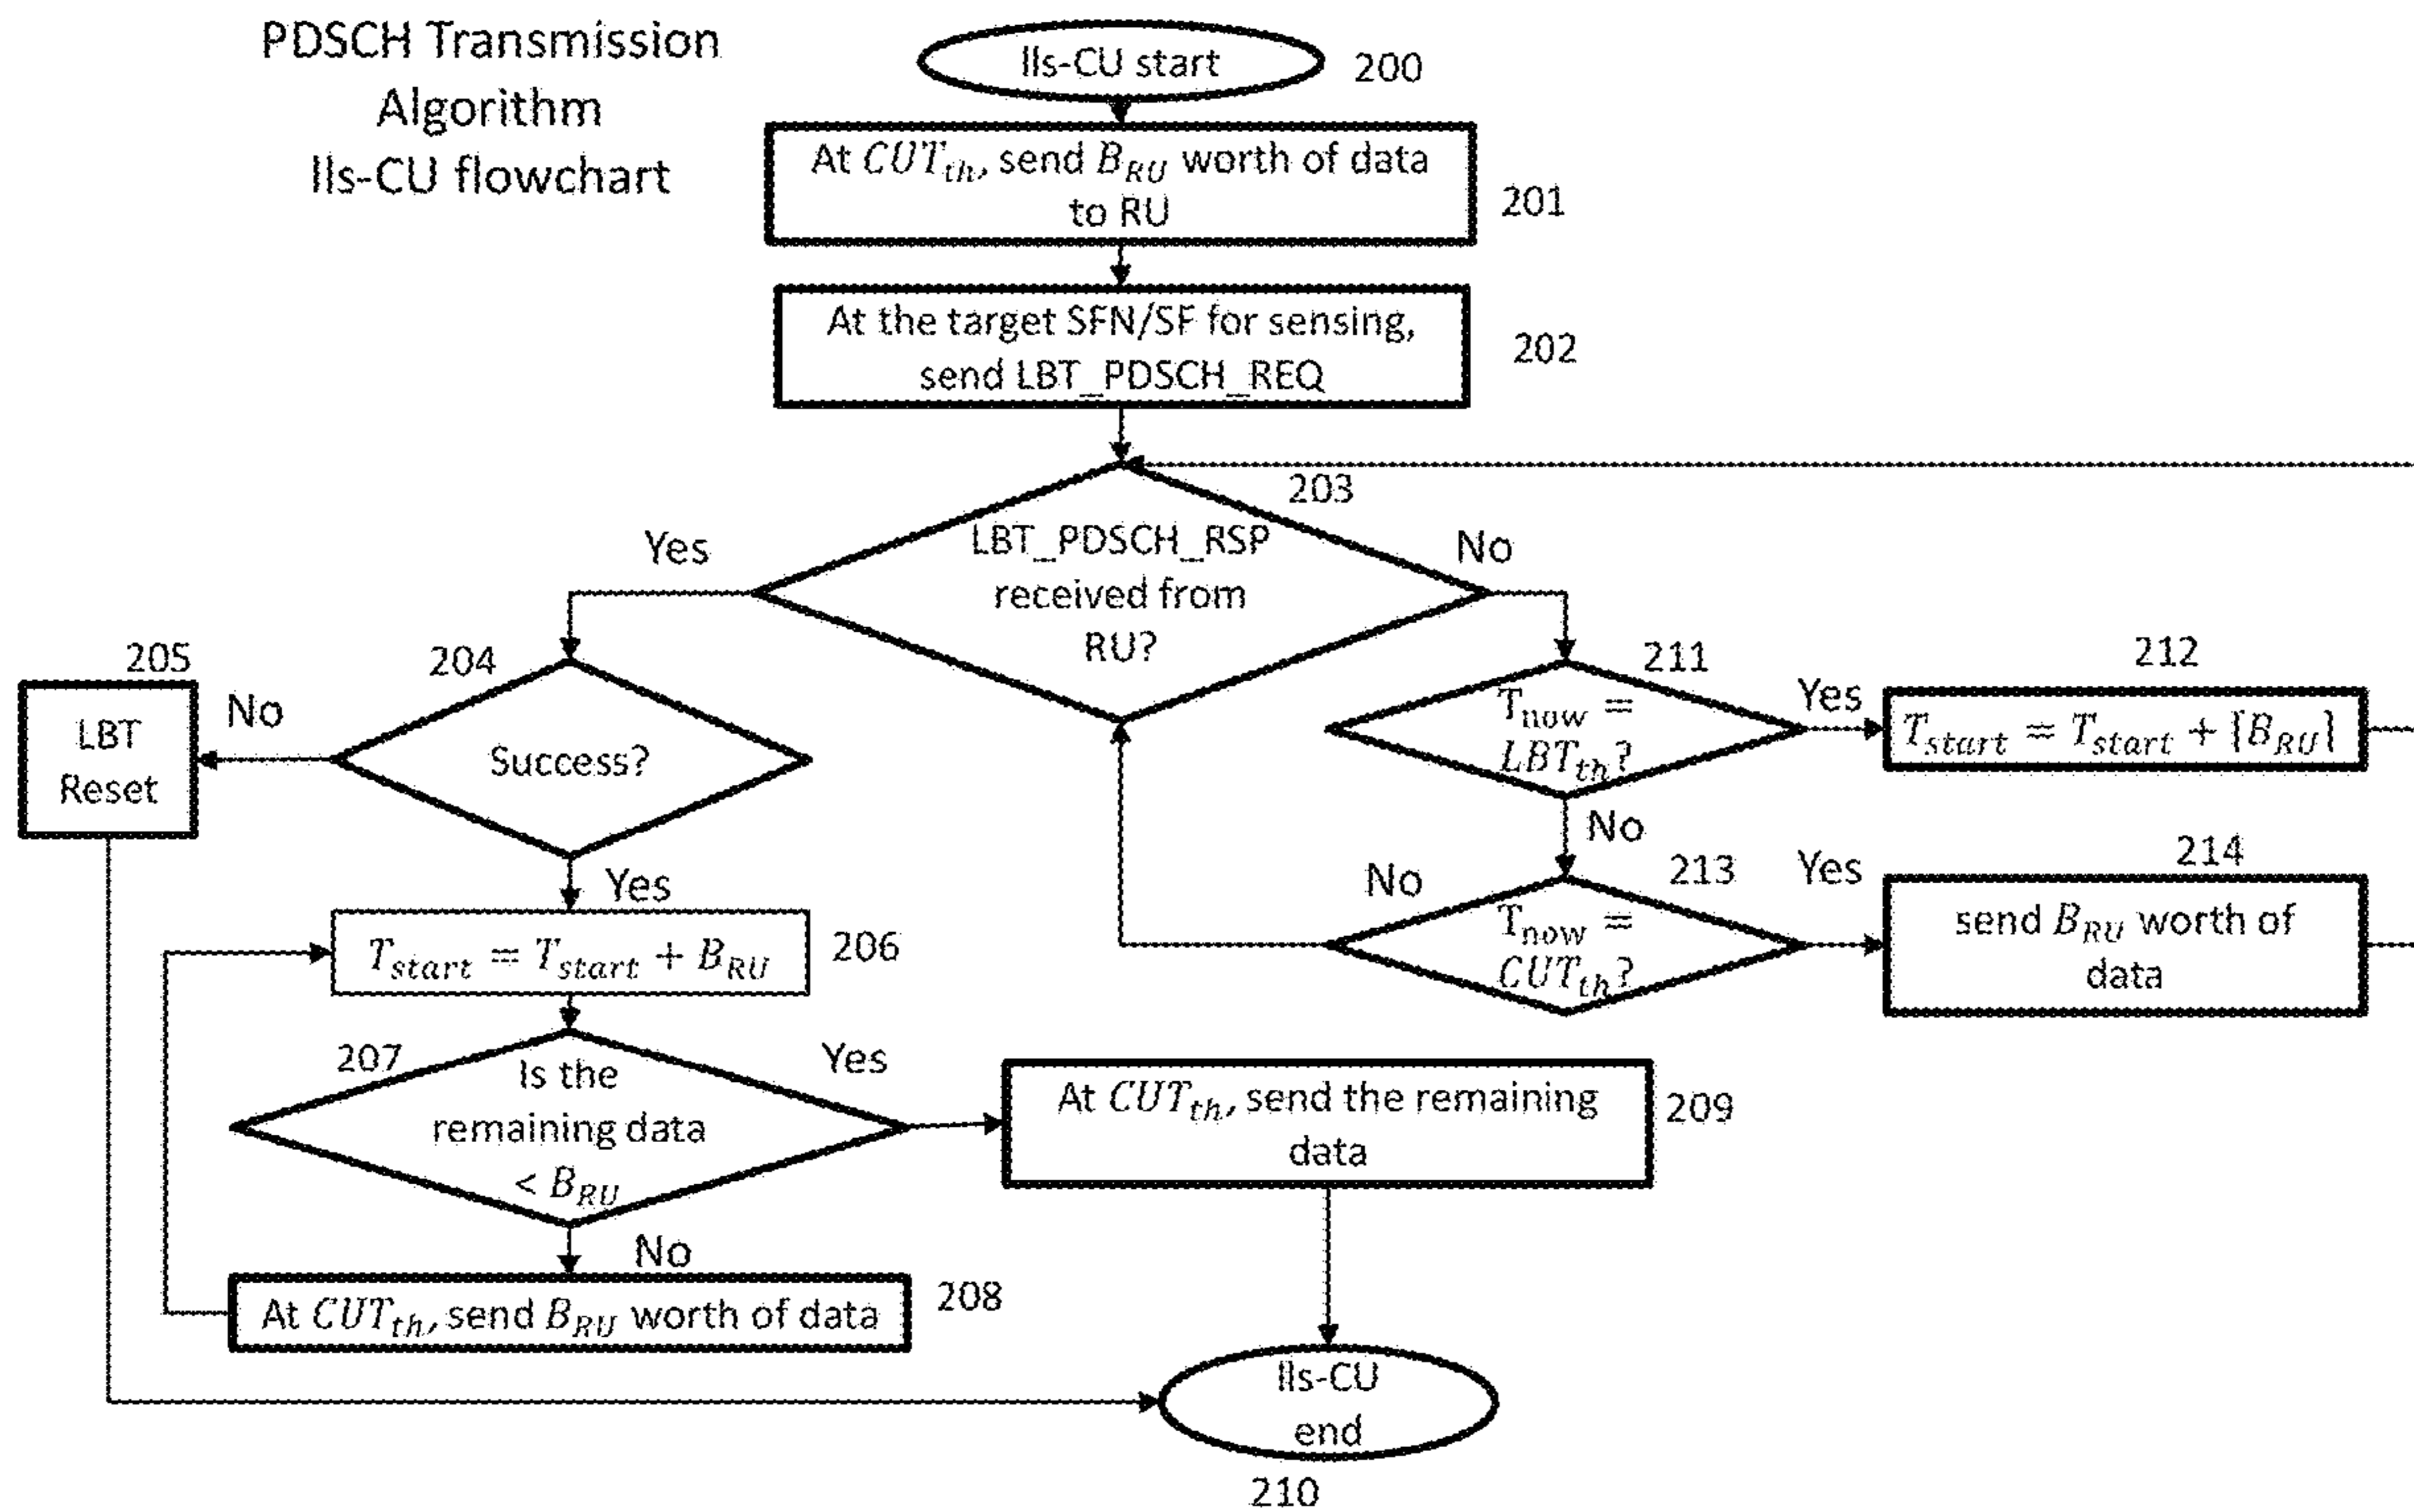 PDSCH Transmission
Algorithm
lls-CU flowchart
lls-CU start
200
At CUT_th, send B_RU worth of data
to RU
201
At the target SFN/SF for sensing,
send LBT_PDSCH_REQ
202
203
LBT_PDSCH_RSP
received from
RU?
Yes
No
205
LBT
Reset
No
204
Success?
Yes
211
T_now =
LBT_th?
Yes
212
T_start = T_start + ⌈B_RU⌉
No
213
T_now =
CUT_th?
No
Yes
214
send B_RU worth of
data
T_start = T_start + B_RU
206
207
Is the
remaining data
< B_RU
Yes
At CUT_th, send the remaining
data
209
No
At CUT_th, send B_RU worth of data
208
lls-CU
end
210